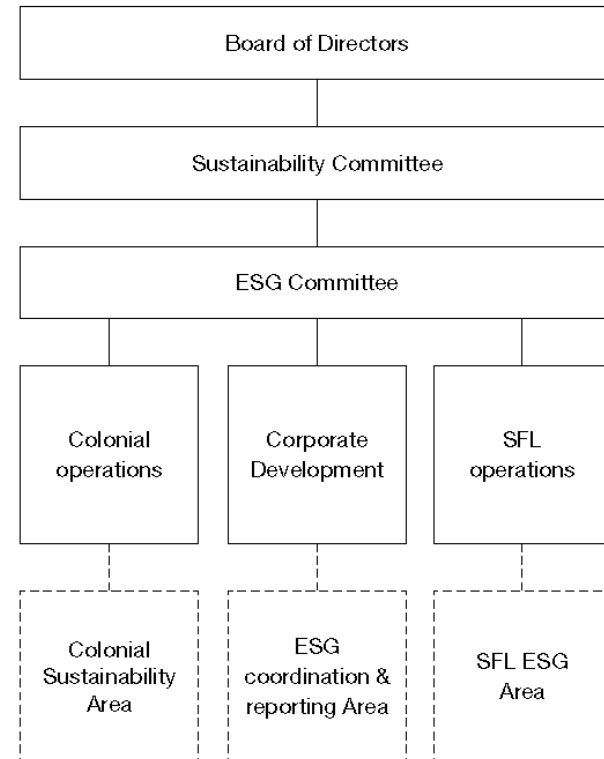 Board of Directors
Sustainability Committee
ESG Committee
Colonial
operations
Corporate
Development
SFL
operations
Colonial
Sustainability
Area
ESG
coordination &
reporting Area
SFL ESG
Area